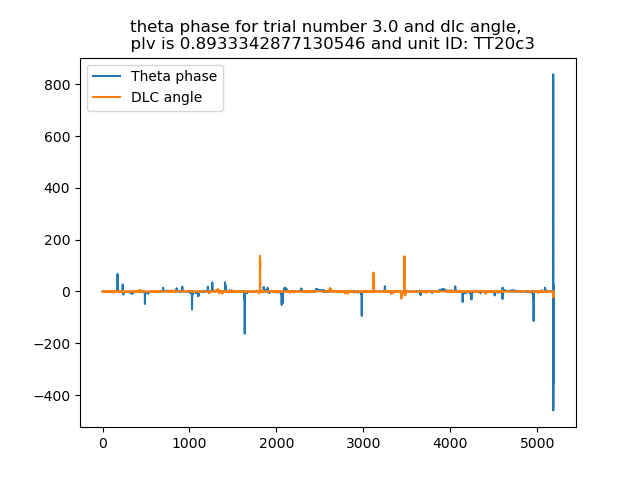 theta phase for trial number 3.0 and dlc angle,
plv is 0.8933342877130546 and unit ID: TT20c3
Theta phase
DLC angle
800
600
400
200
0
−200
−400
0 1000 2000 3000 4000 5000